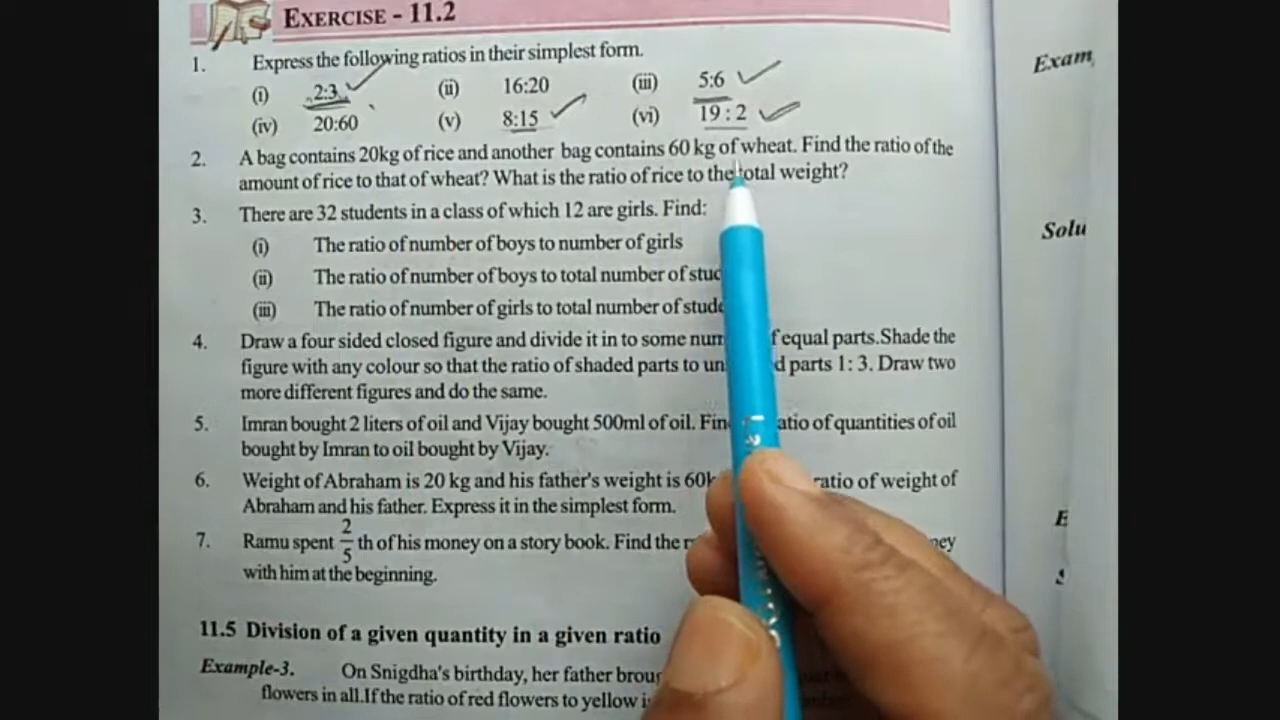 EXERCISE - 11.2
1. Express the following ratios in their simplest form.
(i) 2:3 (ii) 16:20 (iii) 5:6
(iv) 20:60 (v) 8:15 (vi) 19 : 2
2. A bag contains 20kg of rice and another bag contains 60 kg of wheat. Find the ratio of the
amount of rice to that of wheat? What is the ratio of rice to the total weight?
3. There are 32 students in a class of which 12 are girls. Find:
(i) The ratio of number of boys to number of girls
(ii) The ratio of number of boys to total number of
(iii) The ratio of number of girls to total number of
4. Draw a four sided closed figure and divide it in to some equal parts.Shade the
figure with any colour so that the ratio of shaded parts to parts 1: 3. Draw two
more different figures and do the same.
5. Imran bought 2 liters of oil and Vijay bought 500ml of oil. of quantities of oil
bought by Imran to oil bought by Vijay.
6. Weight of Abraham is 20 kg and his father's weight is ratio of weight of
Abraham and his father. Express it in the simplest form.
7. Ramu spent 2/5 th of his money on a story book. Find the
with him at the beginning.
11.5 Division of a given quantity in a given ratio
Example-3. On Snigdha's birthday, her father
flowers in all.If the ratio of red flowers to yellow